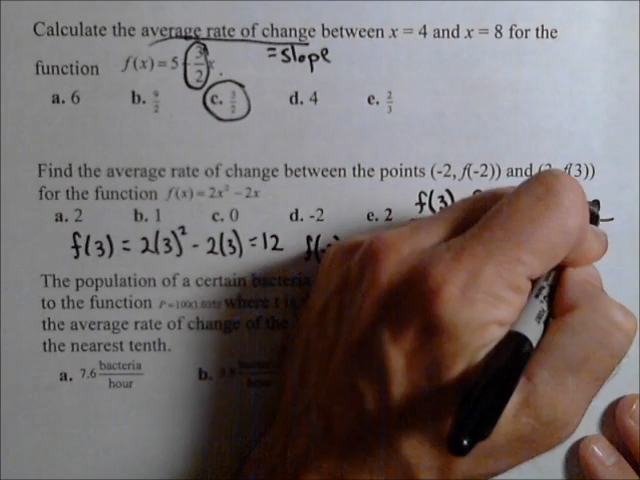 Calculate the average rate of change between x = 4 and x = 8 for the
= slope
function f(x) = 5 3/2 x
a. 6 b. 9/2 c. 3/2 d. 4 e. 2/3
Find the average rate of change between the points (-2, f(-2)) and f(3))
for the function f(x) = 2x² – 2x
a. 2 b. 1 c. 0 d. -2 e. 2 f(3)
f(3) = 2(3)² - 2(3) = 12
The population of a certain bacteria
to the function where t
the average rate of change of the
the nearest tenth.
a. 7.6 bacteria/hour b.